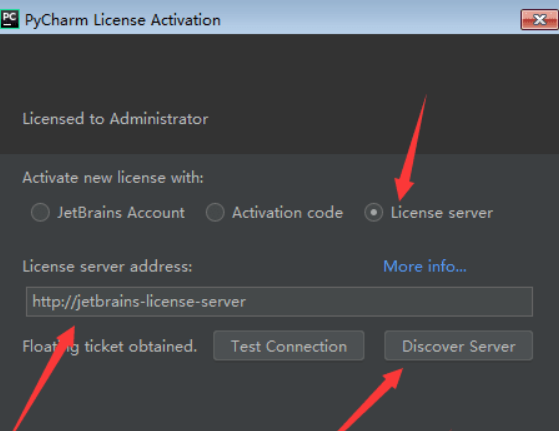 PC PyCharm License Activation
Licensed to Administrator
Activate new license with:
JetBrains Account Activation code License server
License server address: More info...
http://jetbrains-license-server
Floating ticket obtained. Test Connection Discover Server